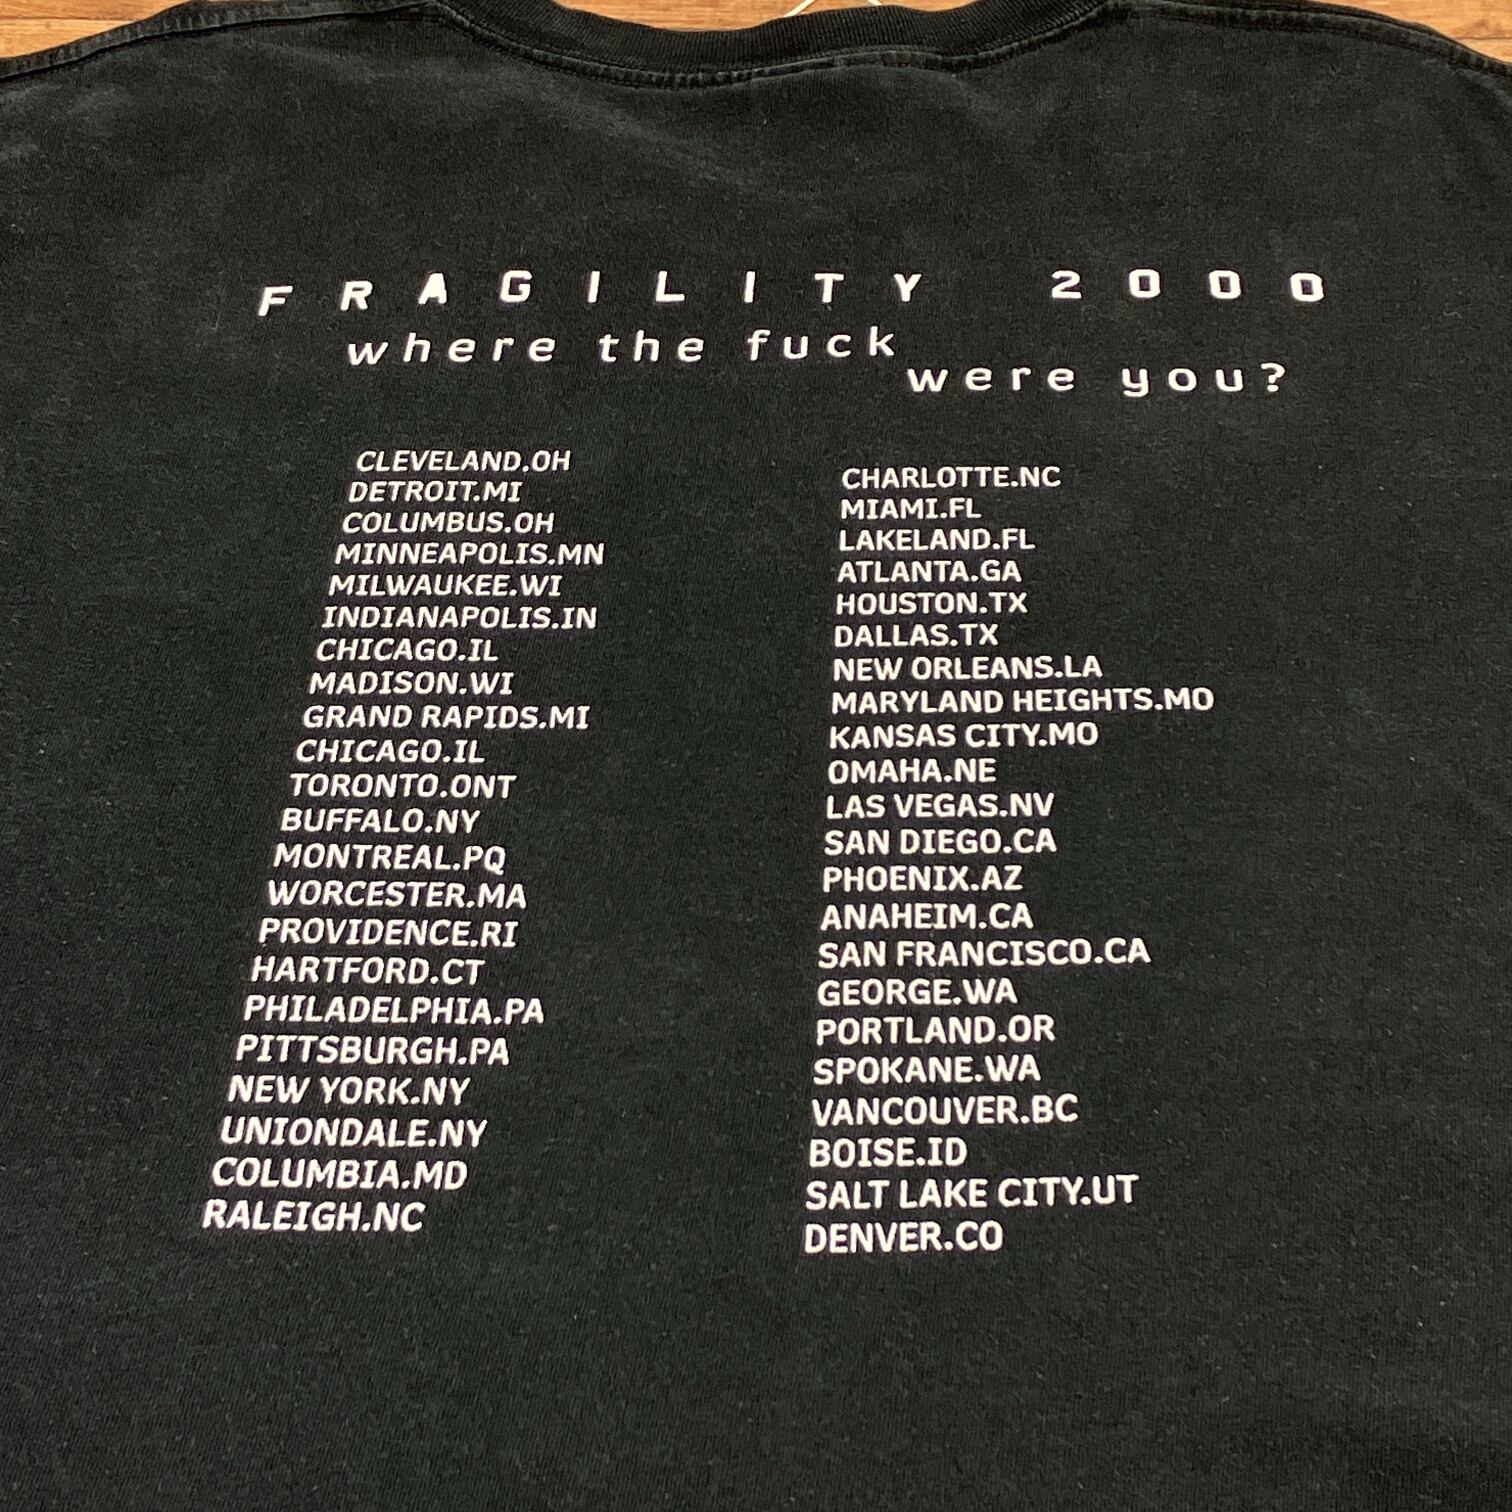 FRAGILITY 2000
where the fuck
were you?
CLEVELAND.OH
DETROIT.MI
COLUMBUS.OH
MINNEAPOLIS.MN
MILWAUKEE.WI
INDIANAPOLIS.IN
CHICAGO.IL
MADISON.WI
GRAND RAPIDS.MI
CHICAGO.IL
TORONTO.ONT
BUFFALO.NY
MONTREAL.PQ
WORCESTER.MA
PROVIDENCE.RI
HARTFORD.CT
PHILADELPHIA.PA
PITTSBURGH.PA
NEW YORK.NY
UNIONDALE.NY
COLUMBIA.MD
RALEIGH.NC
CHARLOTTE.NC
MIAMI.FL
LAKELAND.FL
ATLANTA.GA
HOUSTON.TX
DALLAS.TX
NEW ORLEANS.LA
MARYLAND HEIGHTS.MO
KANSAS CITY.MO
OMAHA.NE
LAS VEGAS.NV
SAN DIEGO.CA
PHOENIX.AZ
ANAHEIM.CA
SAN FRANCISCO.CA
GEORGE.WA
PORTLAND.OR
SPOKANE.WA
VANCOUVER.BC
BOISE.ID
SALT LAKE CITY.UT
DENVER.CO